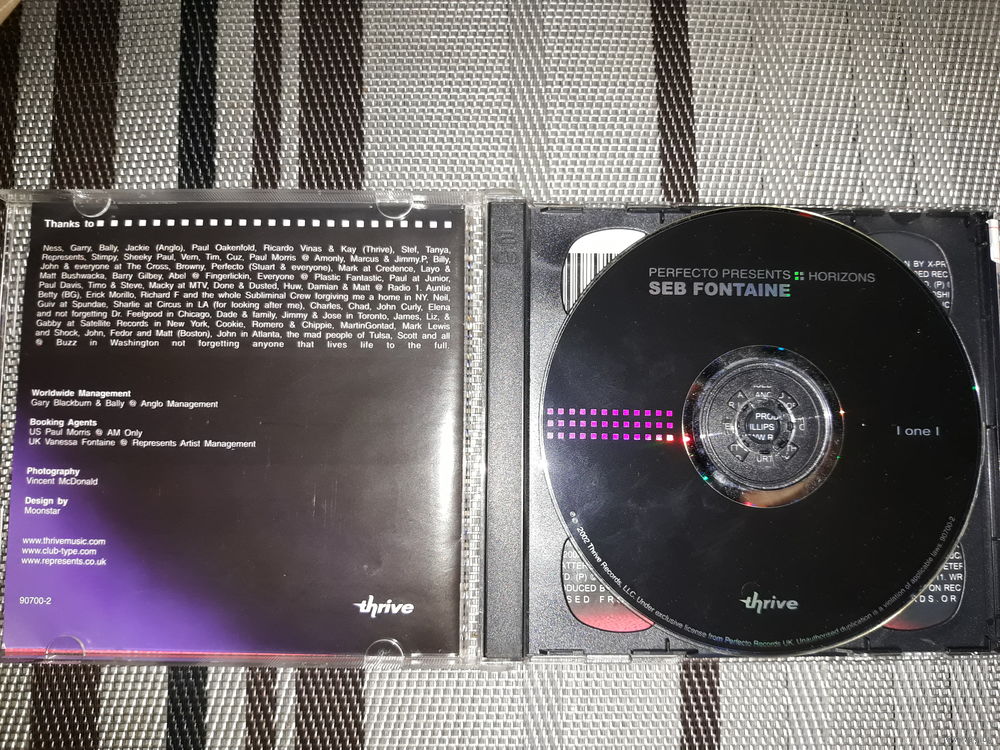 Thanks to
Ness, Garry, Bally, Jackie (Anglo), Paul Oakenfold, Ricardo Vinas & Kay (Thrive), Stef, Tanya,
Represents, Stimpy, Sheeky Paul, Vern, Tim, Cuz, Paul Morris @ Amonly, Marcus & Jimmy.P, Billy,
John & everyone at The Cross, Browny, Perfecto (Stuart & everyone), Mark at Credence, Layo &
Matt Bushwacka, Barry Gilbey, Abel @ Fingerlickin, Everyone @ Plastic Fantastic, Paul at Junior.
Paul Davis, Timo & Steve, Macky at MTV, Done & Dusted, Huw, Damian & Matt @ Radio 1. Auntie
Betty (BG), Erick Morillo, Richard F and the whole Subliminal Crew forgiving me a home in NY. Neil,
Guiv at Spundae, Sharlie at Circus in LA (for looking after me), Charles, Chad, John Curly, Elena
and not forgetting Dr. Feelgood in Chicago, Dade & family, Jimmy & Jose in Toronto, James, Liz, &
Gabby at Satellite Records in New York, Cookie, Romero & Chippie, MartinGontad, Mark Lewis
and Shock, John, Fedor and Matt (Boston), John in Atlanta, the mad people of Tulsa, Scott and all
@ Buzz in Washington not forgetting anyone that lives life to the full.
Worldwide Management
Gary Blackburn & Bally @ Anglo Management
Booking Agents
US Paul Morris @ AM Only
UK Vanessa Fontaine @ Represents Artist Management
Photography
Vincent McDonald
Design by
Moonstar
www.thrivemusic.com
www.club-type.com
www.represents.co.uk
90700-2
thrive
PERFECTO PRESENTS HORIZONS
SEB FONTAINE
| one |
thrive
℗ © 2002 Thrive Records, LLC. Under exclusive license from Perfecto Records UK. Unauthorised duplication is a violation of applicable laws. 90700-2